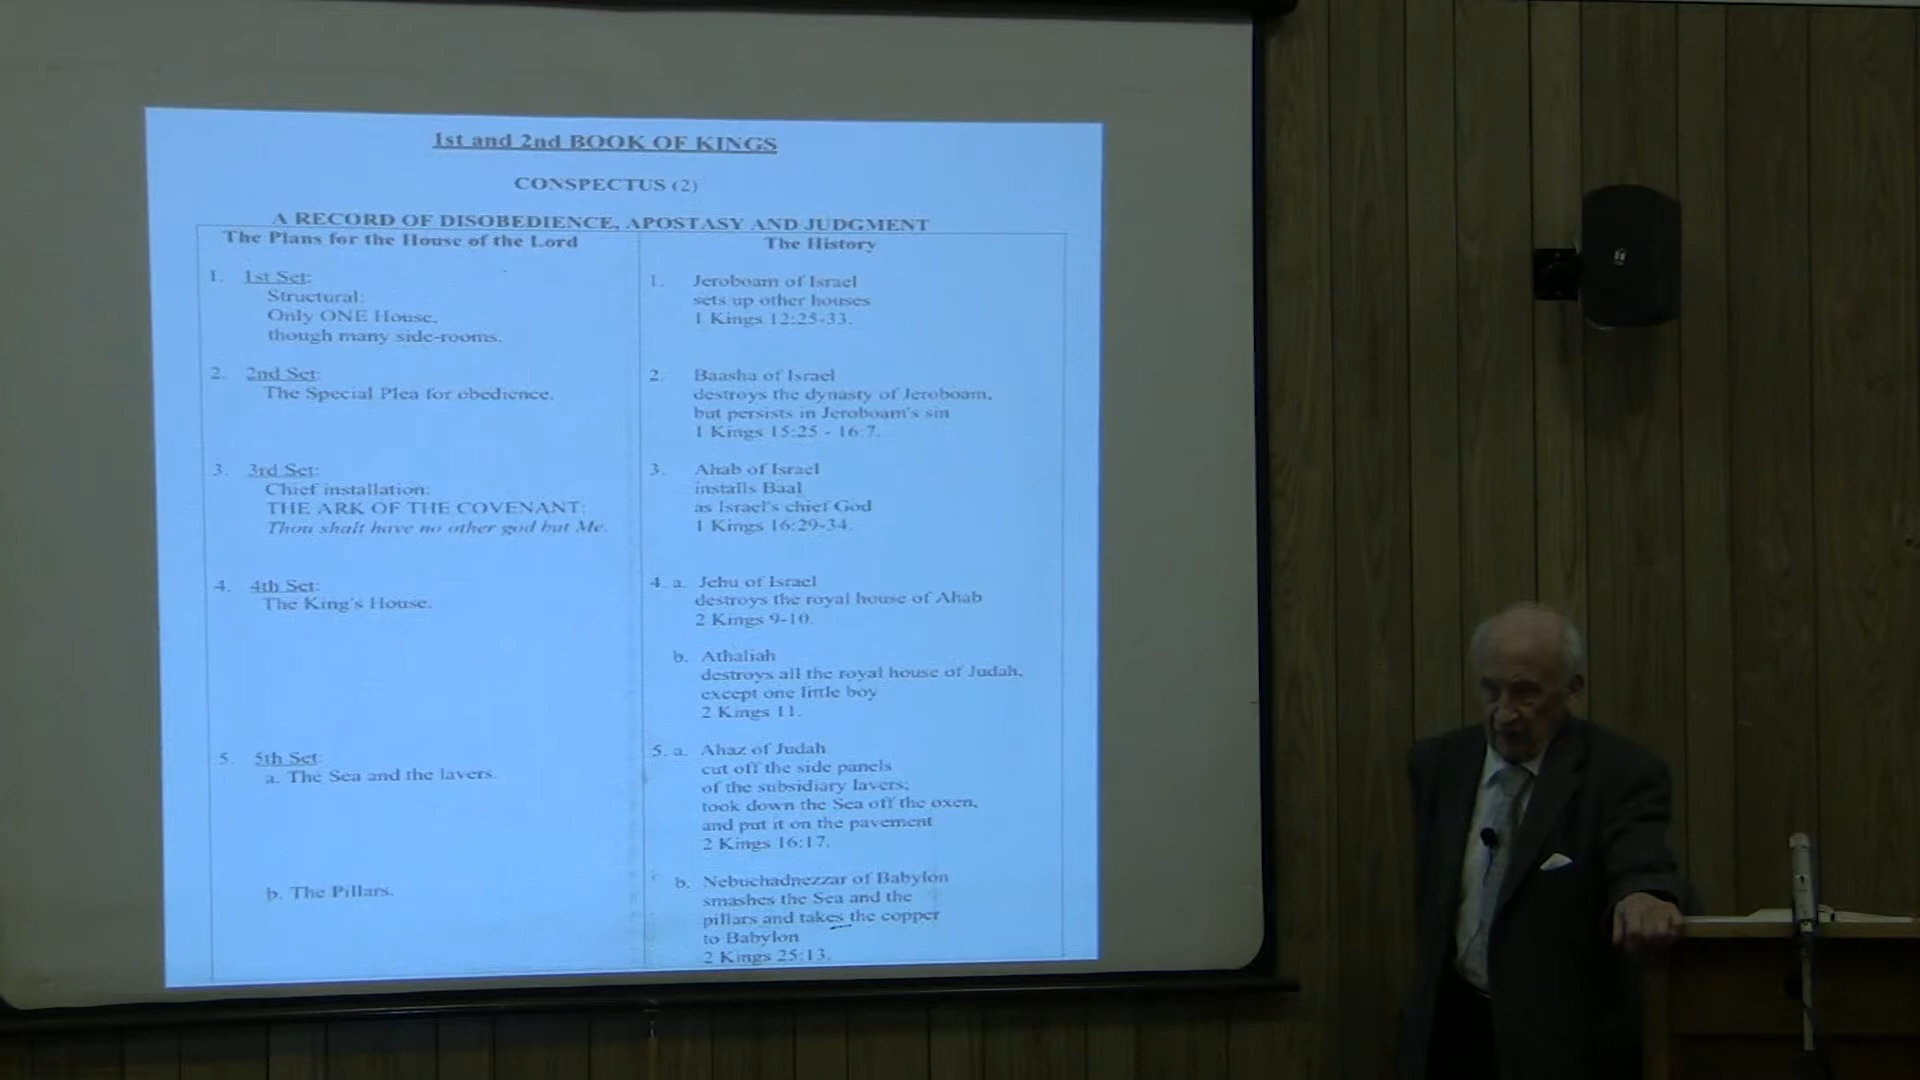 1st and 2nd BOOK OF KINGS
CONSPECTUS (2)
A RECORD OF DISOBEDIENCE, APOSTASY AND JUDGMENT
The Plans for the House of the Lord
1. 1st Set:
Structural:
Only ONE House,
though many side-rooms.
2. 2nd Set:
The Special Plea for obedience.
3. 3rd Set:
Chief installation:
THE ARK OF THE COVENANT:
Thou shalt have no other god but Me.
4. 4th Set:
The King's House.
5. 5th Set:
a. The Sea and the lavers.
b. The Pillars.
The History
1. Jeroboam of Israel
sets up other houses
1 Kings 12:25-33.
2. Baasha of Israel
destroys the dynasty of Jeroboam,
but persists in Jeroboam's sin
1 Kings 15:25 - 16:7.
3. Ahab of Israel
installs Baal
as Israel's chief God
1 Kings 16:29-34.
4. a. Jehu of Israel
destroys the royal house of Ahab
2 Kings 9-10.
b. Athaliah
destroys all the royal house of Judah,
except one little boy
2 Kings 11.
5. a. Ahaz of Judah
cut off the side panels
of the subsidiary lavers;
took down the Sea off the oxen,
and put it on the pavement
2 Kings 16:17.
b. Nebuchadnezzar of Babylon
smashes the Sea and the
pillars and takes the copper
to Babylon
2 Kings 25:13.